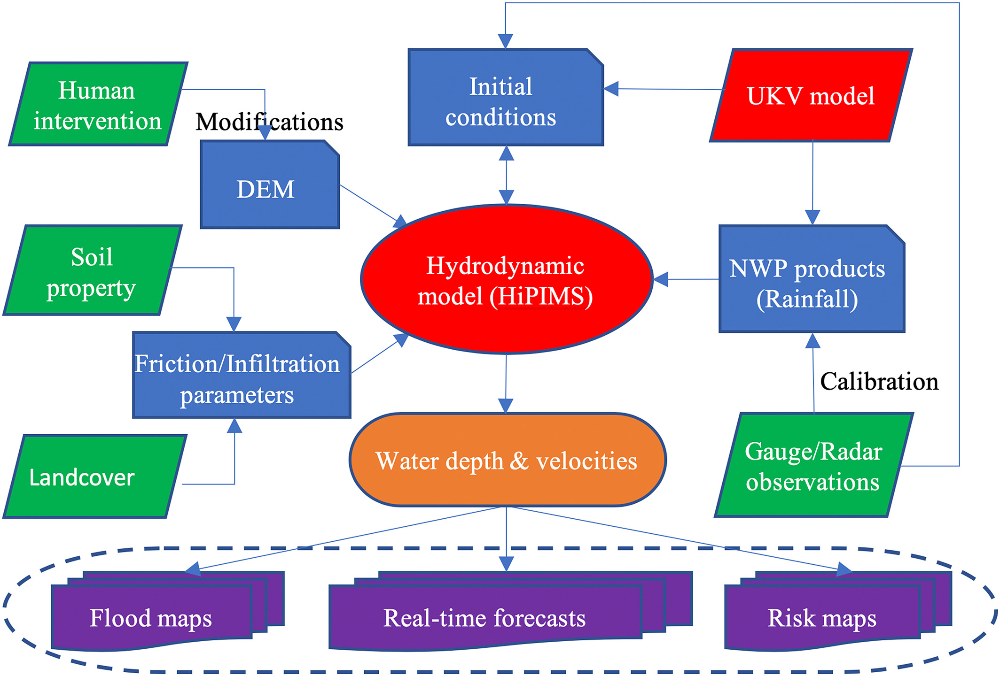 Human
intervention
Modifications
Initial
conditions
UKV model
DEM
Soil
property
Hydrodynamic
model (HiPIMS)
NWP products
(Rainfall)
Friction/Infiltration
parameters
Calibration
Landcover
Water depth & velocities
Gauge/Radar
observations
Flood maps
Real-time forecasts
Risk maps